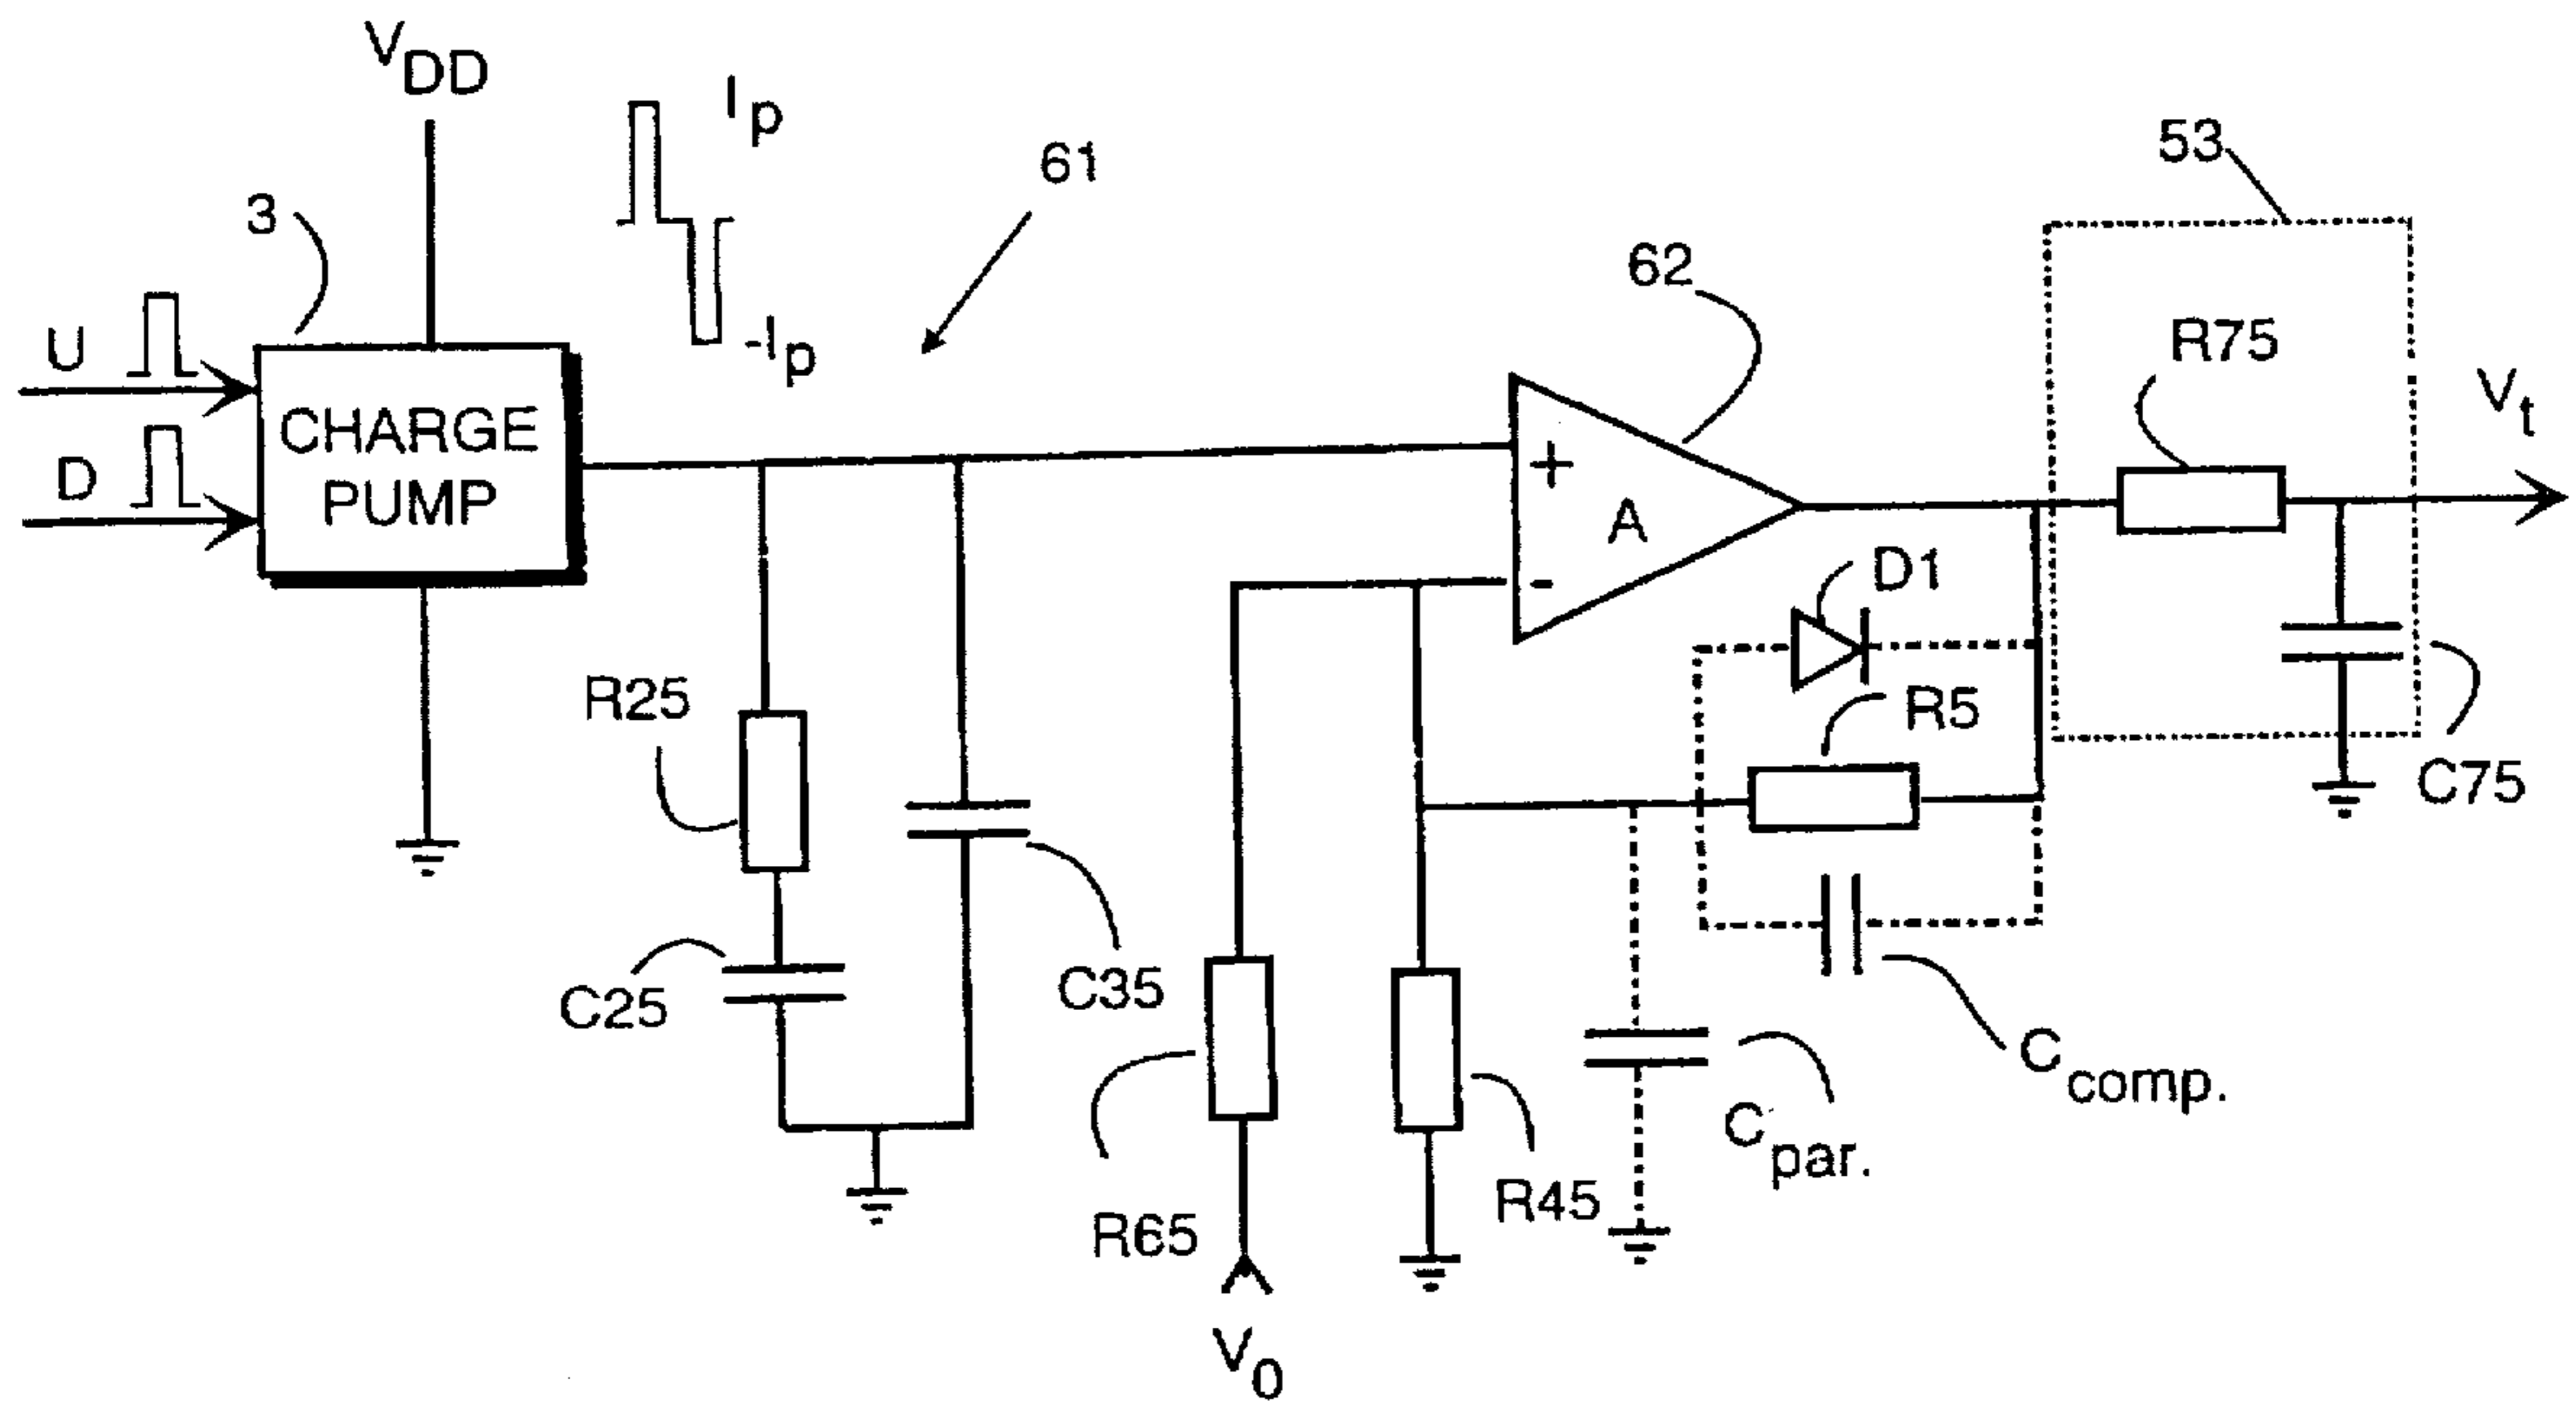 VDD
Ip
-Ip
61
3
U
D
CHARGE
PUMP
62
53
R75
Vt
+
A
-
D1
R5
C75
R25
C25
C35
Ccomp.
Cpar.
R65
R45
V0